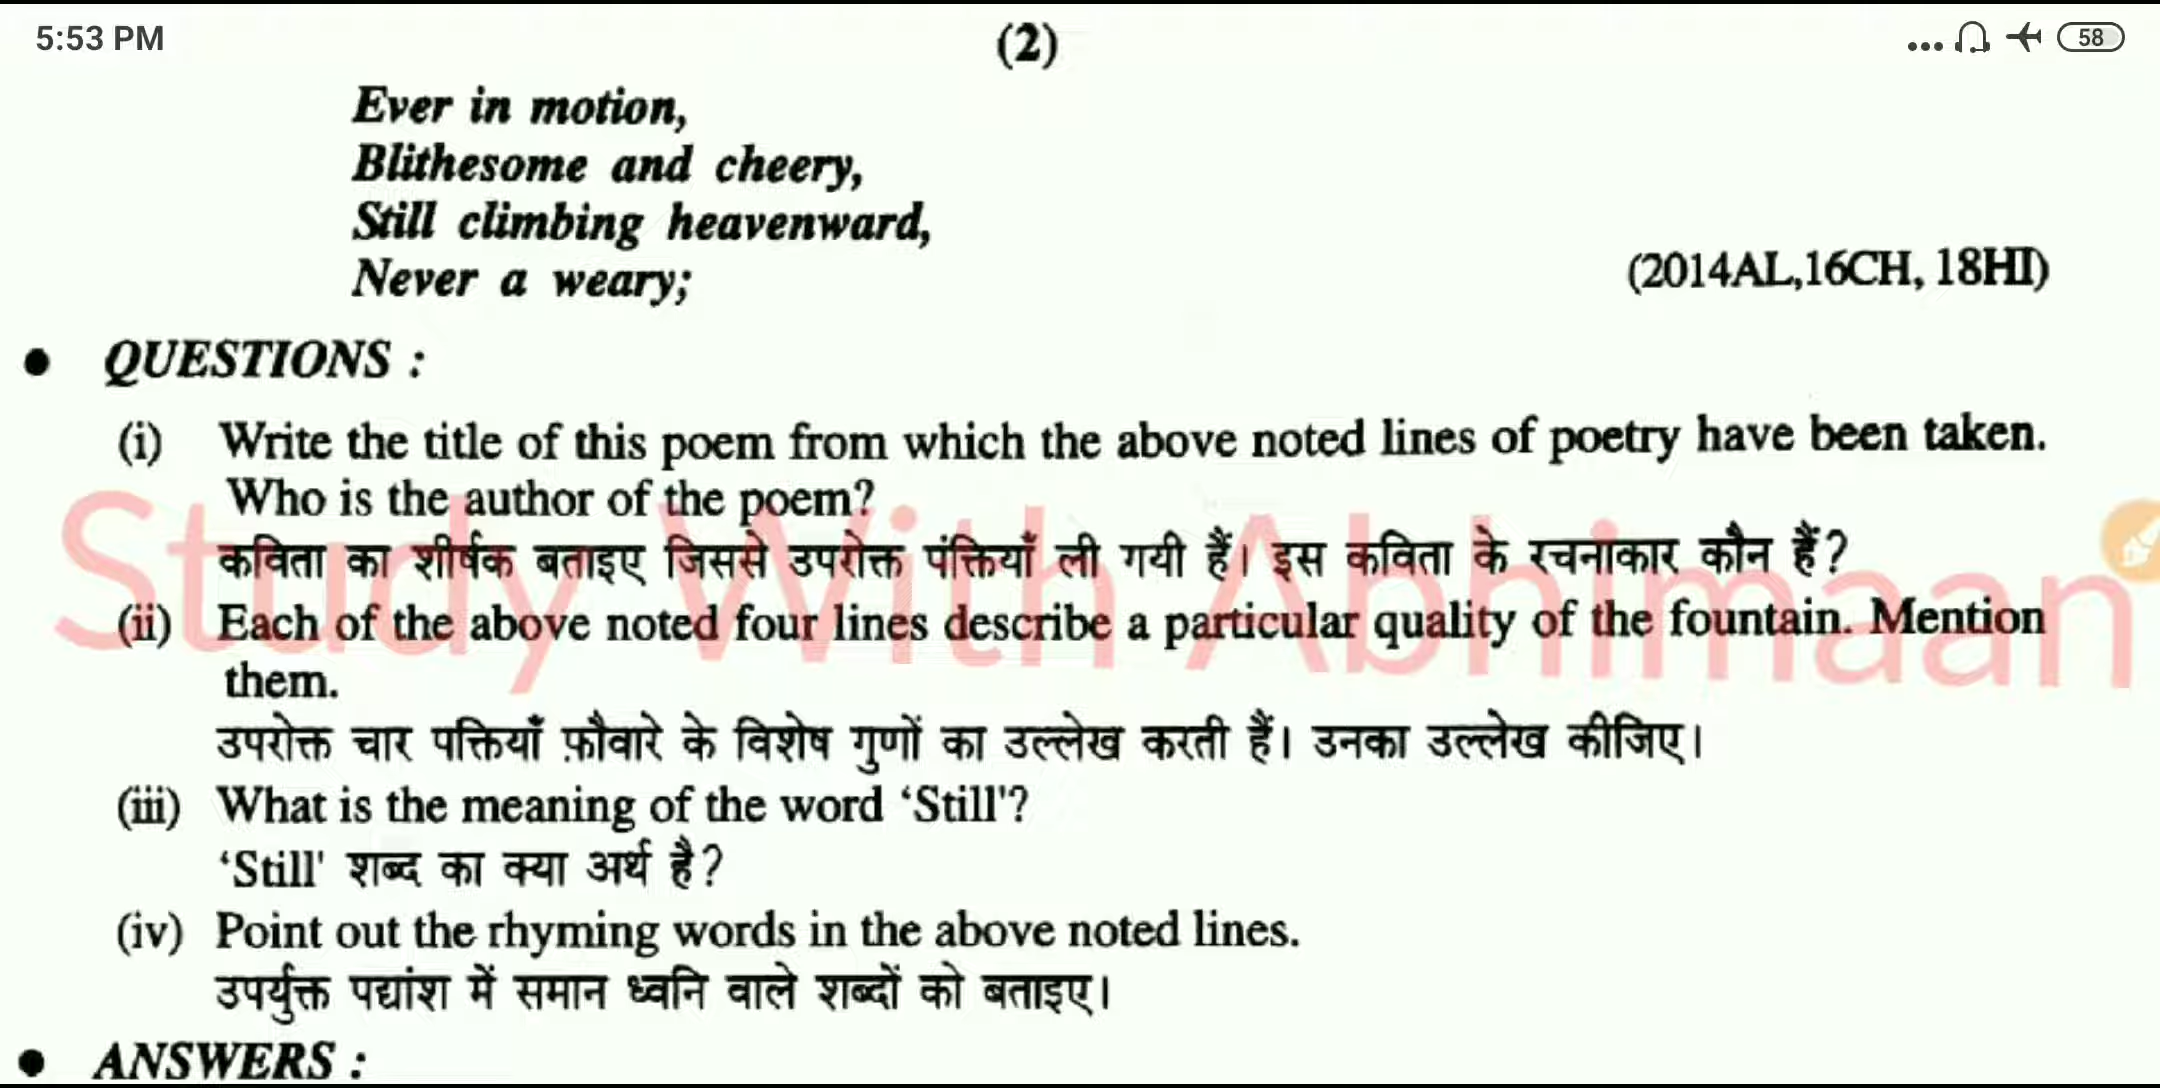 5:53 PM
(2)
... 58
Ever in motion,
Blithesome and cheery,
Still climbing heavenward,
Never a weary;
(2014AL,16CH, 18HI)
• QUESTIONS :
(i) Write the title of this poem from which the above noted lines of poetry have been taken.
Who is the author of the poem?
कविता का शीर्षक बताइए जिससे उपरोक्त पंक्तियाँ ली गयी हैं। इस कविता के रचनाकार कौन हैं?
Study With Abhimaan
(ii) Each of the above noted four lines describe a particular quality of the fountain. Mention
them.
उपरोक्त चार पक्तियाँ फ़ौवारे के विशेष गुणों का उल्लेख करती हैं। उनका उल्लेख कीजिए।
(iii) What is the meaning of the word ‘Still'?
‘Still' शब्द का क्या अर्थ है?
(iv) Point out the rhyming words in the above noted lines.
उपर्युक्त पद्यांश में समान ध्वनि वाले शब्दों को बताइए।
• ANSWERS :